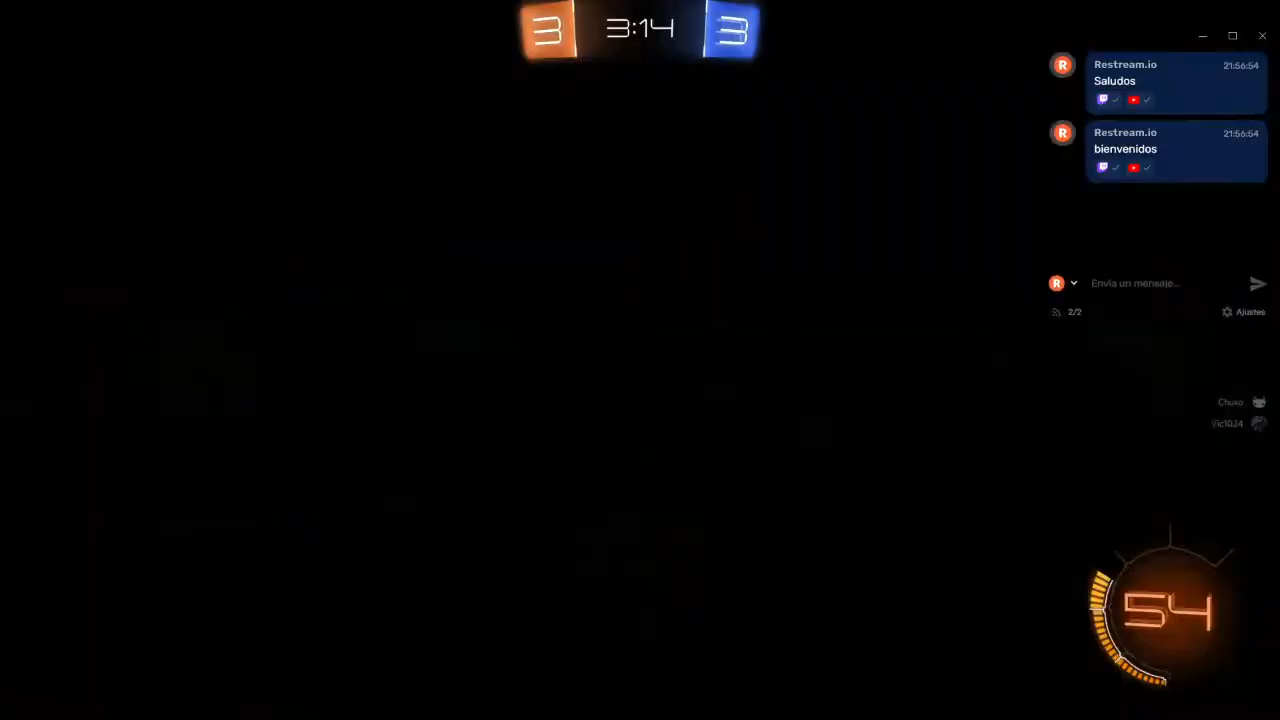 3 3:14 3
Restream.io 21:56:54
Saludos
Restream.io 21:56:54
bienvenidos
Envía un mensaje...
2/2 Ajustes
Chuxo
Vic1024
54